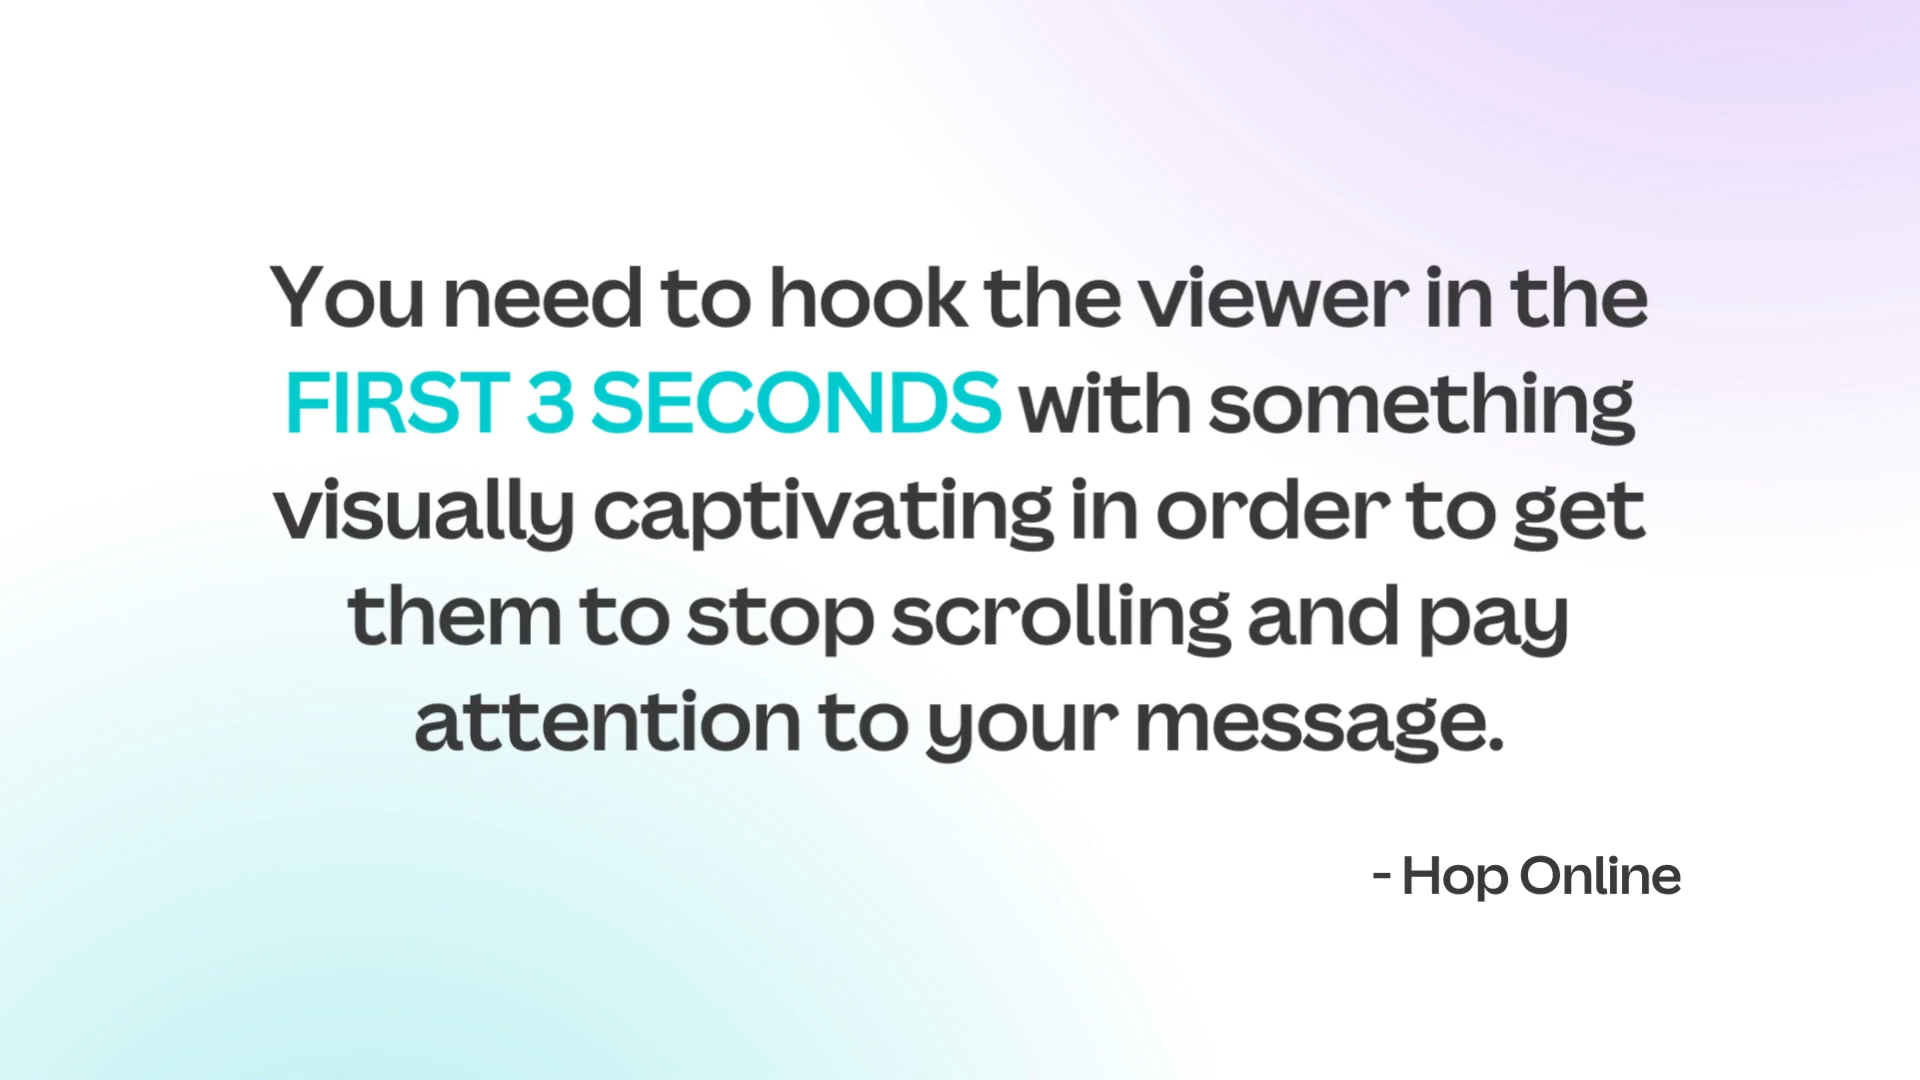 You need to hook the viewer in the
FIRST 3 SECONDS with something
visually captivating in order to get
them to stop scrolling and pay
attention to your message.
- Hop Online